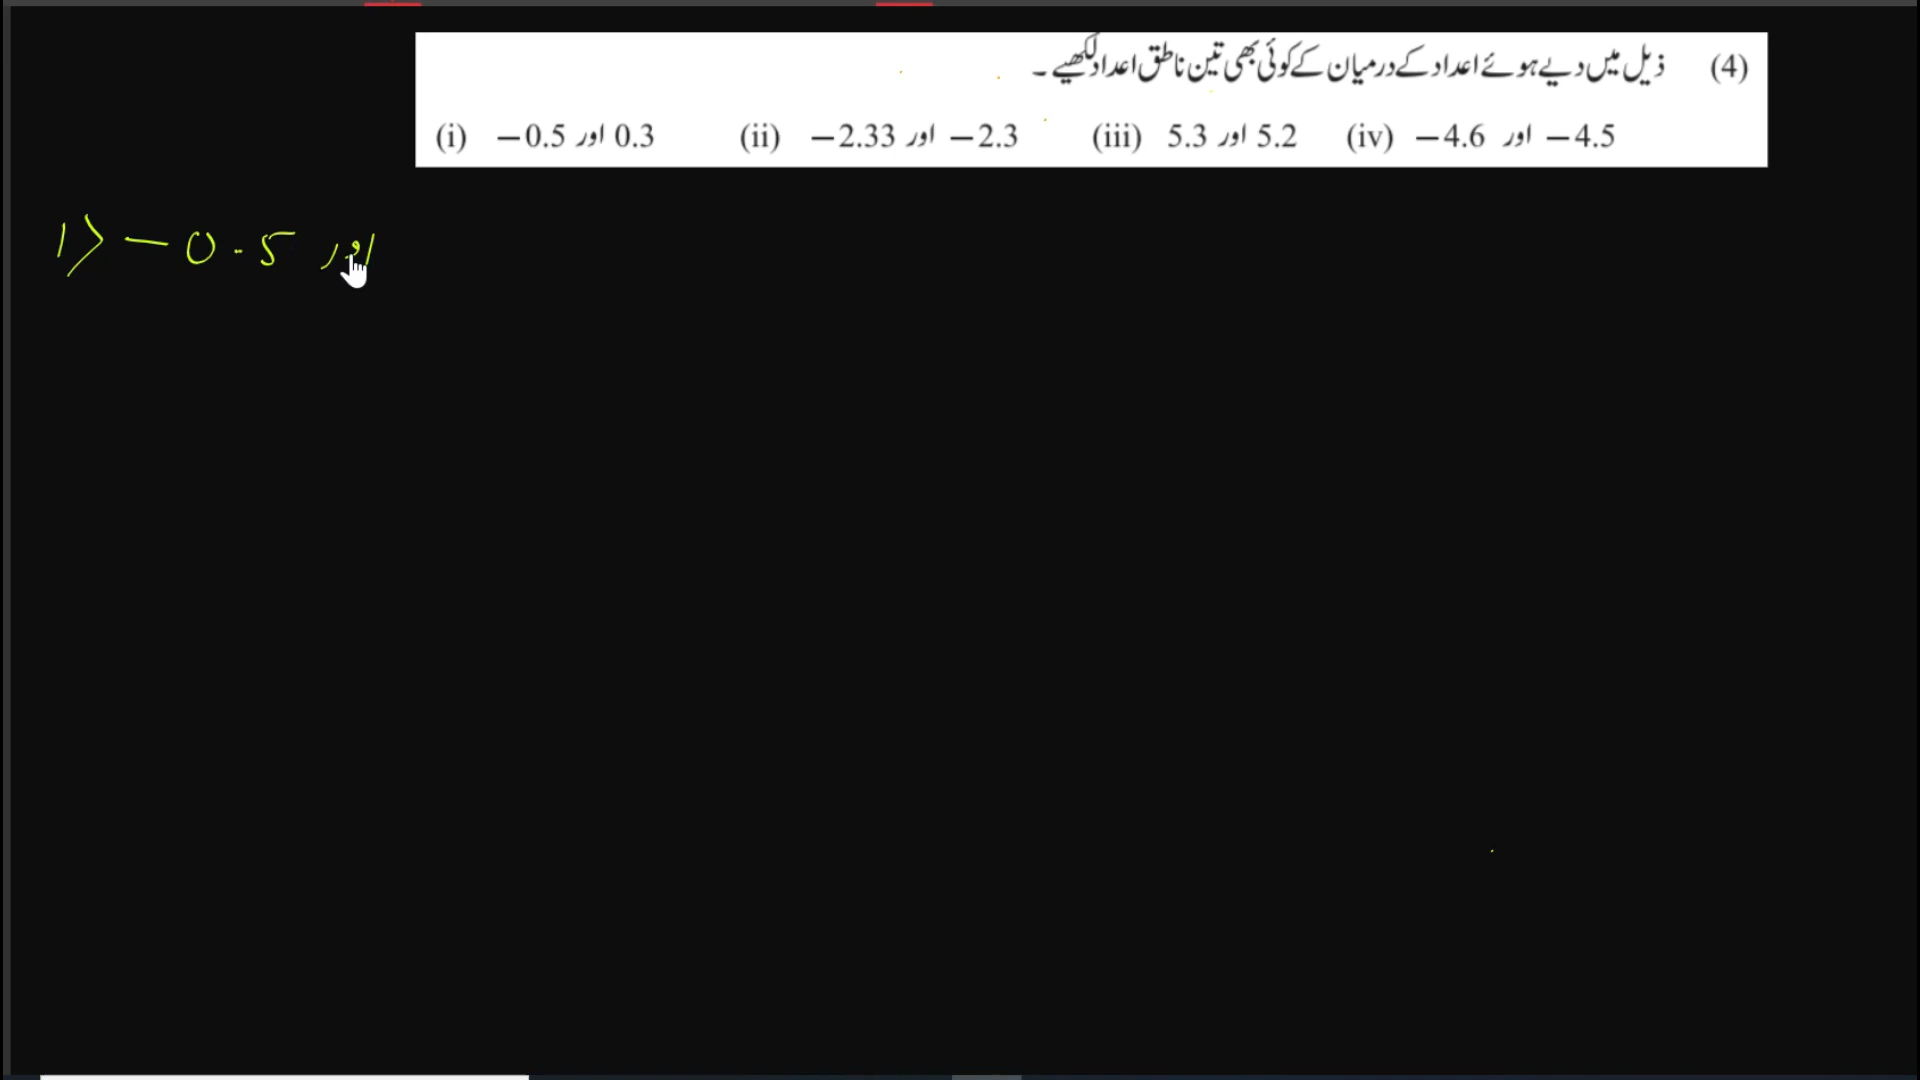 (4) ذیل میں دیے ہوئے اعداد کے درمیان کے کوئی بھی تین ناطق اعداد لکھیے۔
(i) −0.5 اور 0.3 (ii) −2.33 اور −2.3 (iii) 5.3 اور 5.2 (iv) −4.6 اور −4.5
1) − 0.5 اور